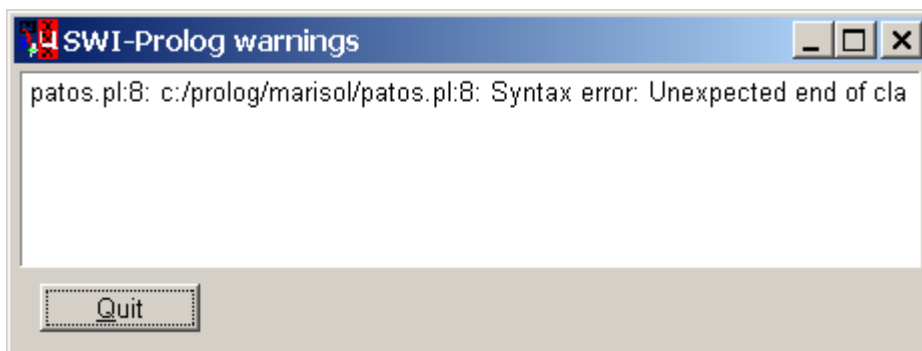 SWI-Prolog warnings
patos.pl:8: c:/prolog/marisol/patos.pl:8: Syntax error: Unexpected end of cla
Quit